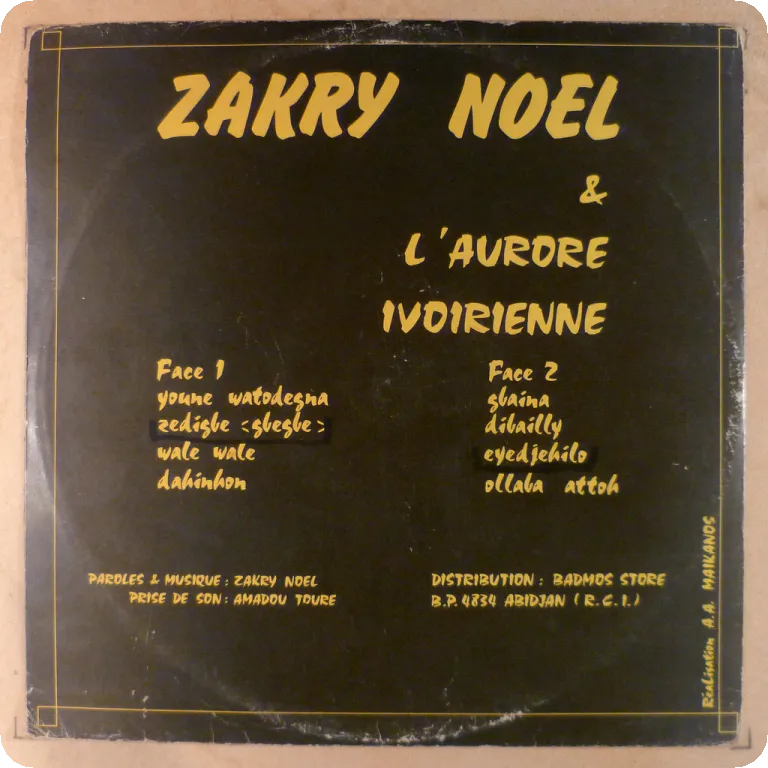 ZAKRY NOEL
&
L'AURORE
IVOIRIENNE
Face 1
youne watodegna
zedigbe <gbegbe>
wale wale
dahinhon
Face 2
gbaina
dibailly
eyedjehilo
ollaba attoh
PAROLES & MUSIQUE : ZAKRY NOEL
PRISE DE SON : AMADOU TOURE
DISTRIBUTION : BADMOS STORE
B.P. 4834 ABIDJAN ( R.C.I.)
Réalisation A.A. MAIKANOS